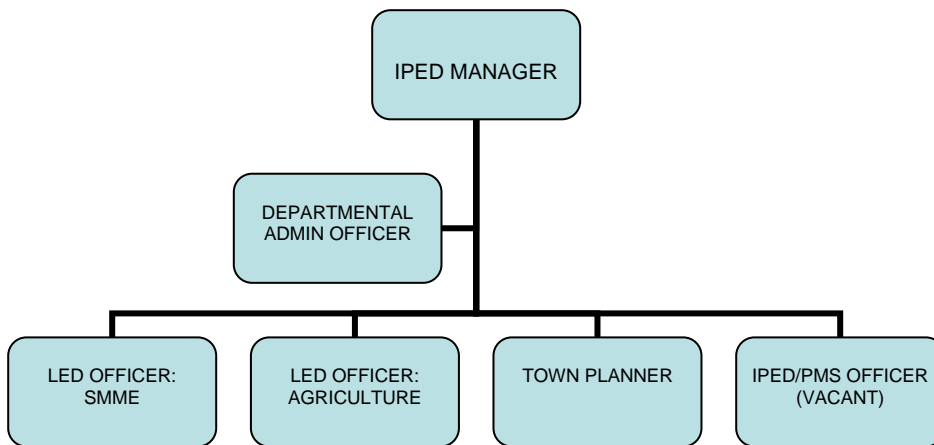 IPED MANAGER
DEPARTMENTAL
ADMIN OFFICER
LED OFFICER:
SMME
LED OFFICER:
AGRICULTURE
TOWN PLANNER
IPED/PMS OFFICER
(VACANT)